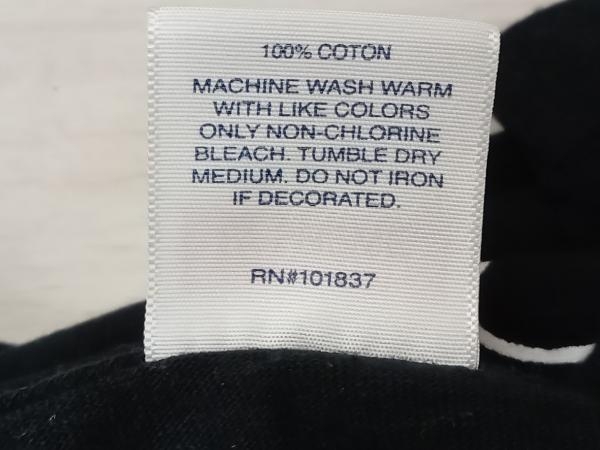 100% COTON
MACHINE WASH WARM
WITH LIKE COLORS
ONLY NON-CHLORINE
BLEACH. TUMBLE DRY
MEDIUM. DO NOT IRON
IF DECORATED.
RN#101837